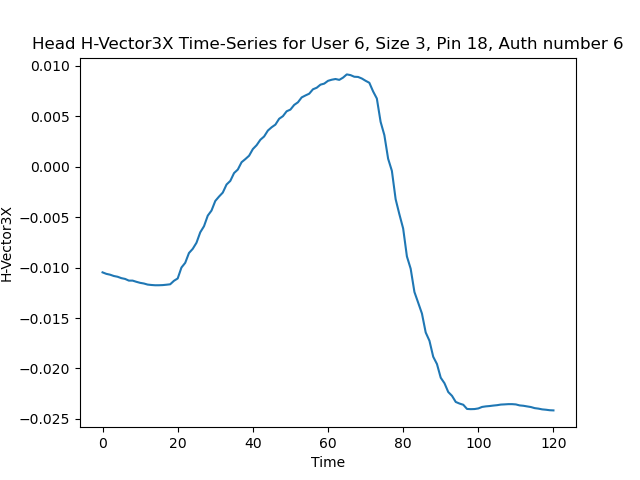 Head H-Vector3X Time-Series for User 6, Size 3, Pin 18, Auth number 6
0.010
0.005
0.000
−0.005
−0.010
−0.015
−0.020
−0.025
H-Vector3X
0 20 40 60 80 100 120
Time